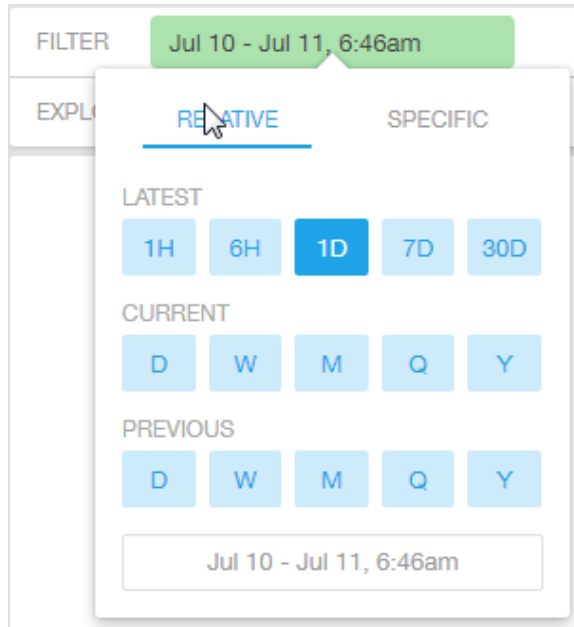 FILTER Jul 10 - Jul 11, 6:46am
RELATIVE SPECIFIC
LATEST
1H 6H 1D 7D 30D
CURRENT
D W M Q Y
PREVIOUS
D W M Q Y
Jul 10 - Jul 11, 6:46am